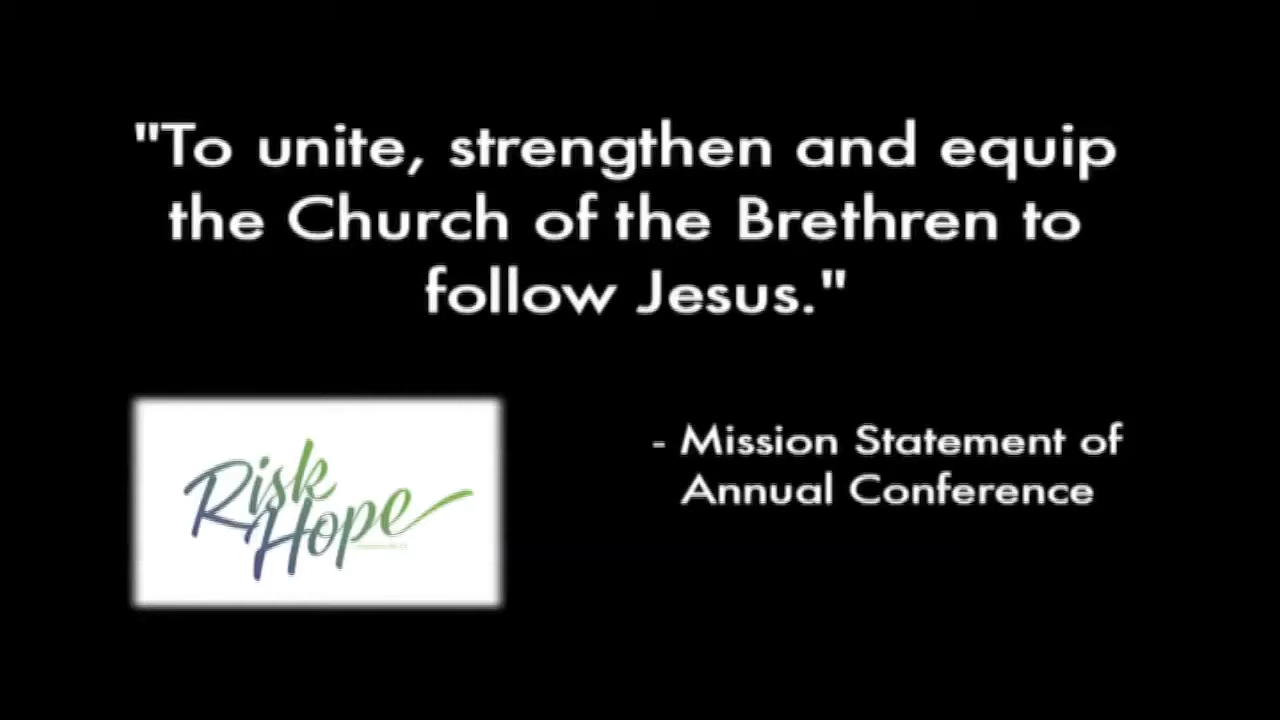 "To unite, strengthen and equip
the Church of the Brethren to
follow Jesus."
- Mission Statement of
Annual Conference
Risk
Hope